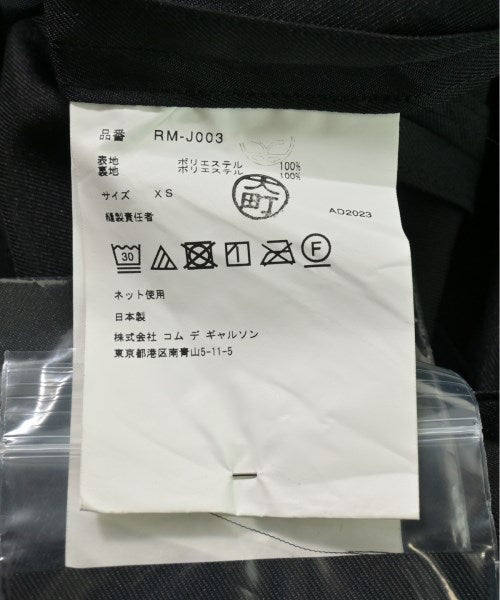 品番 RM-J003
表地 ポリエステル 100%
裏地 ポリエステル 100%
大町
サイズ XS
縫製責任者 AD2023
30 F
ネット使用
日本製
株式会社 コム デ ギャルソン
東京都港区南青山5-11-5